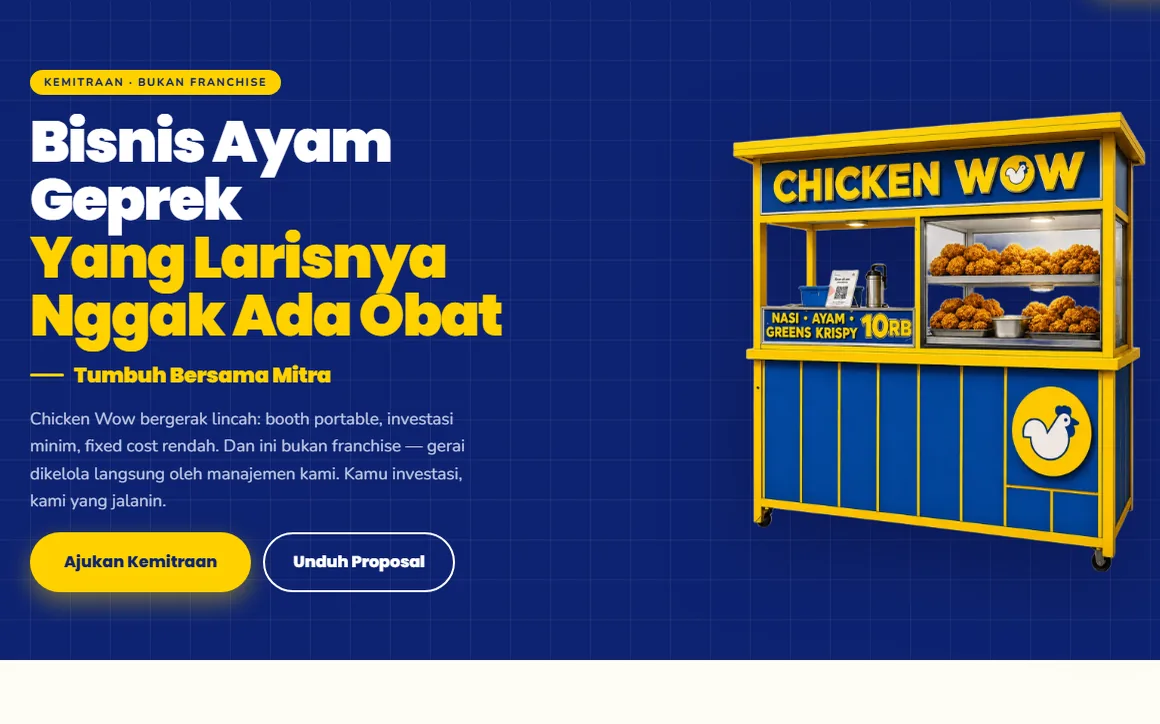 KEMITRAAN · BUKAN FRANCHISE
Bisnis Ayam
Geprek
Yang Larisnya
Nggak Ada Obat
Tumbuh Bersama Mitra
Chicken Wow bergerak lincah: booth portable, investasi
minim, fixed cost rendah. Dan ini bukan franchise — gerai
dikelola langsung oleh manajemen kami. Kamu investasi,
kami yang jalanin.
Ajukan Kemitraan
Unduh Proposal
CHICKEN WOW
NASI • AYAM •
GREENS KRISPY 10RB